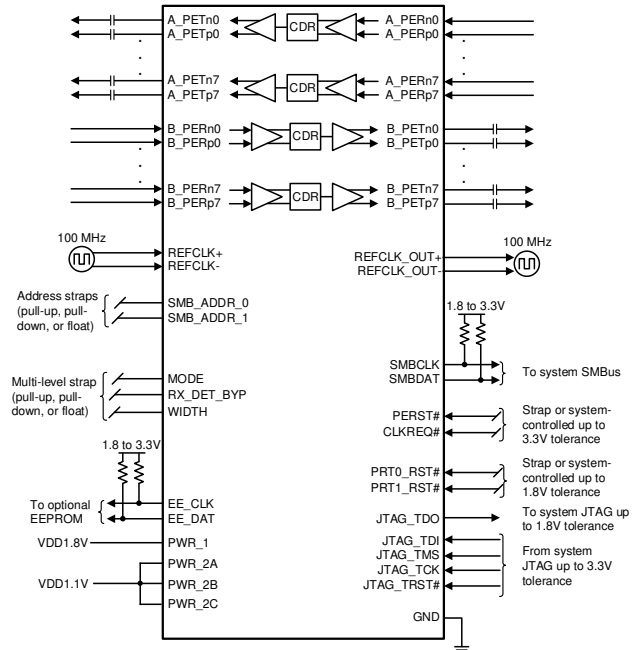 A_PETn0 CDR A_PERn0
A_PETp0 A_PERp0
A_PETn7 CDR A_PERn7
A_PETp7 A_PERp7
B_PERn0 CDR B_PETn0
B_PERp0 B_PETp0
B_PERn7 CDR B_PETn7
B_PERp7 B_PETp7
100 MHz
REFCLK+
REFCLK-
100 MHz
REFCLK_OUT+
REFCLK_OUT-
Address straps
(pull-up, pull-
down, or float)
SMB_ADDR_0
SMB_ADDR_1
1.8 to 3.3V
SMBCLK
SMBDAT
To system SMBus
Multi-level strap
(pull-up, pull-
down, or float)
MODE
RX_DET_BYP
WIDTH
PERST#
CLKREQ#
Strap or system-
controlled up to
3.3V tolerance
1.8 to 3.3V
To optional
EEPROM
EE_CLK
EE_DAT
PRT0_RST#
PRT1_RST#
Strap or system-
controlled up to
1.8V tolerance
JTAG_TDO
To system JTAG up
to 1.8V tolerance
VDD1.8V
PWR_1
VDD1.1V
PWR_2A
PWR_2B
PWR_2C
JTAG_TDI
JTAG_TMS
JTAG_TCK
JTAG_TRST#
From system
JTAG up to 3.3V
tolerance
GND